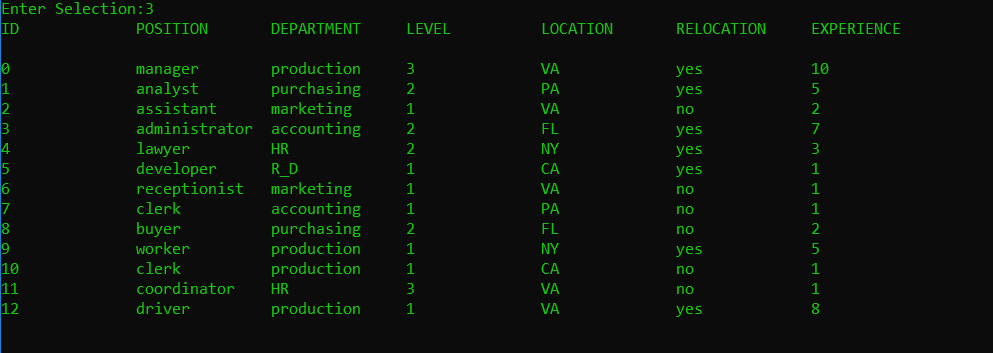 Enter Selection:3
ID POSITION DEPARTMENT LEVEL LOCATION RELOCATION EXPERIENCE
0 manager production 3 VA yes 10
1 analyst purchasing 2 PA yes 5
2 assistant marketing 1 VA no 2
3 administrator accounting 2 FL yes 7
4 lawyer HR 2 NY yes 3
5 developer R_D 1 CA yes 1
6 receptionist marketing 1 VA no 1
7 clerk accounting 1 PA no 1
8 buyer purchasing 2 FL no 2
9 worker production 1 NY yes 5
10 clerk production 1 CA no 1
11 coordinator HR 3 VA no 1
12 driver production 1 VA yes 8